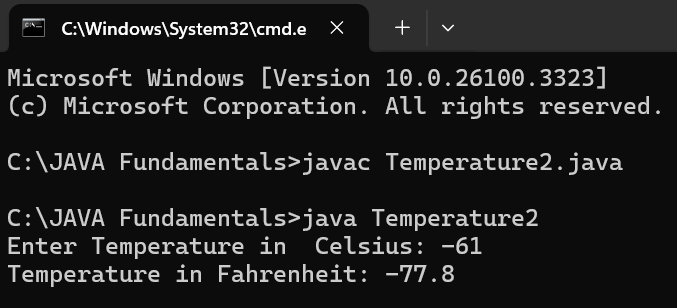 C:\Windows\System32\cmd.e
Microsoft Windows [Version 10.0.26100.3323]
(c) Microsoft Corporation. All rights reserved.
C:\JAVA Fundamentals>javac Temperature2.java
C:\JAVA Fundamentals>java Temperature2
Enter Temperature in  Celsius: -61
Temperature in Fahrenheit: -77.8